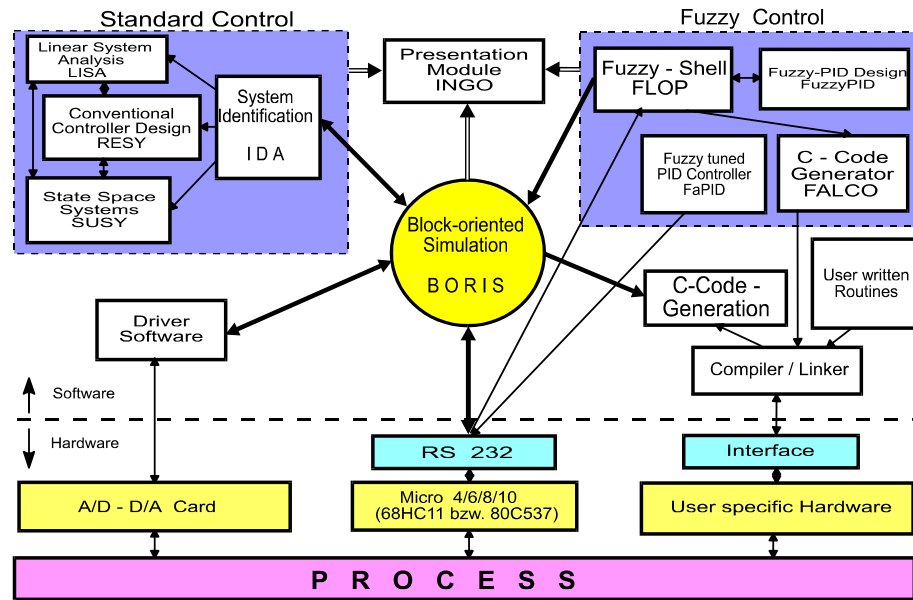 Standard Control
Fuzzy Control
Linear System
Analysis
LISA
Conventional
Controller Design
RESY
State Space
Systems
SUSY
System
Identification
I D A
Presentation
Module
INGO
Fuzzy - Shell
FLOP
Fuzzy-PID Design
FuzzyPID
Fuzzy tuned
PID Controller
FaPID
C - Code
Generator
FALCO
Block-oriented
Simulation
B O R I S
Driver
Software
C-Code -
Generation
User written
Routines
Compiler / Linker
Software
Hardware
RS 232
Interface
A/D - D/A Card
Micro 4/6/8/10
(68HC11 bzw. 80C537)
User specific Hardware
P R O C E S S